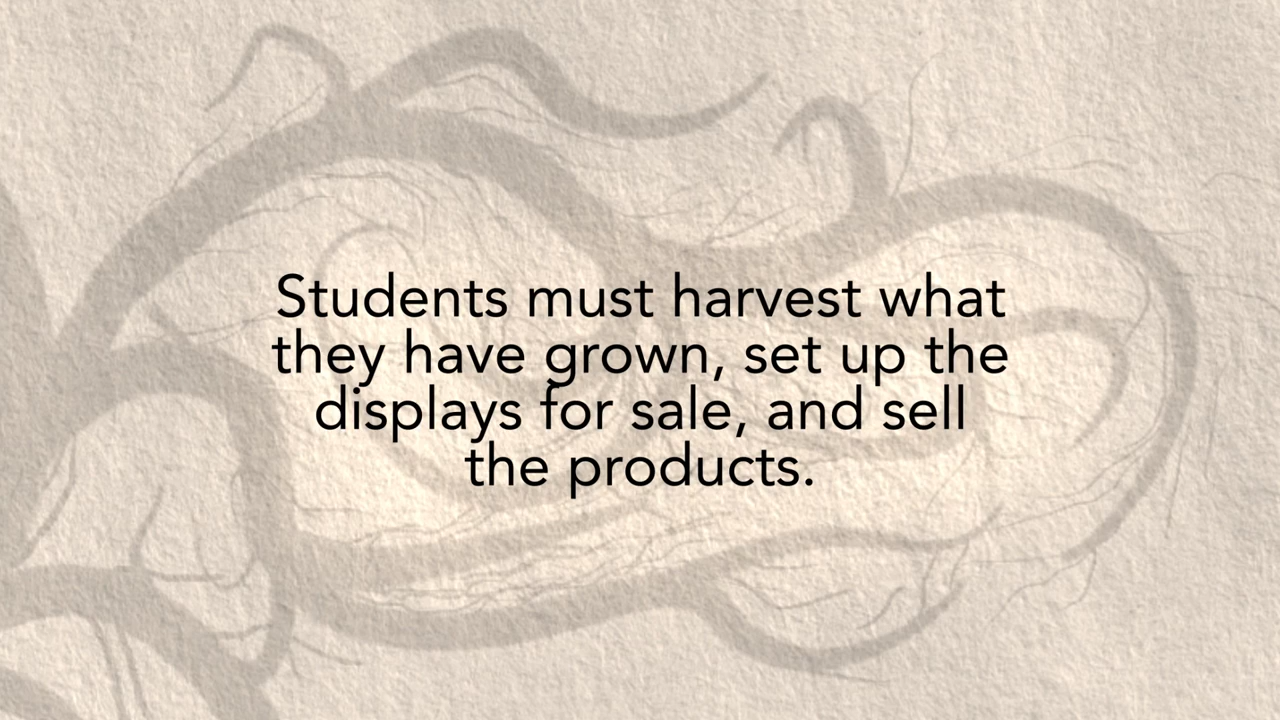 Students must harvest what
they have grown, set up the
displays for sale, and sell
the products.